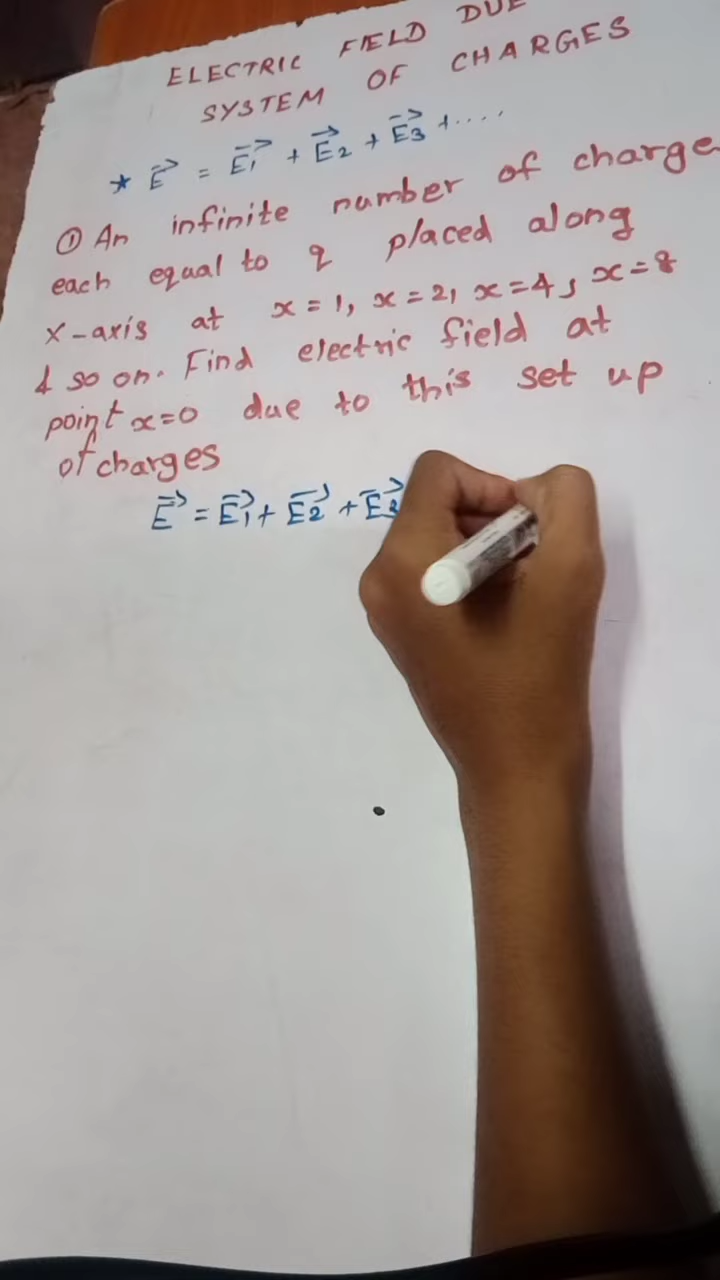 ELECTRIC FIELD DUE
SYSTEM OF CHARGES
* E⃗ = E⃗1 + E⃗2 + E⃗3 + ....
① An infinite number of charge
each equal to q placed along
X-axis at x=1, x=2, x=4, x=8
& so on. Find electric field at
point x=0 due to this set up
of charges
E⃗ = E⃗1 + E⃗2 + E⃗3